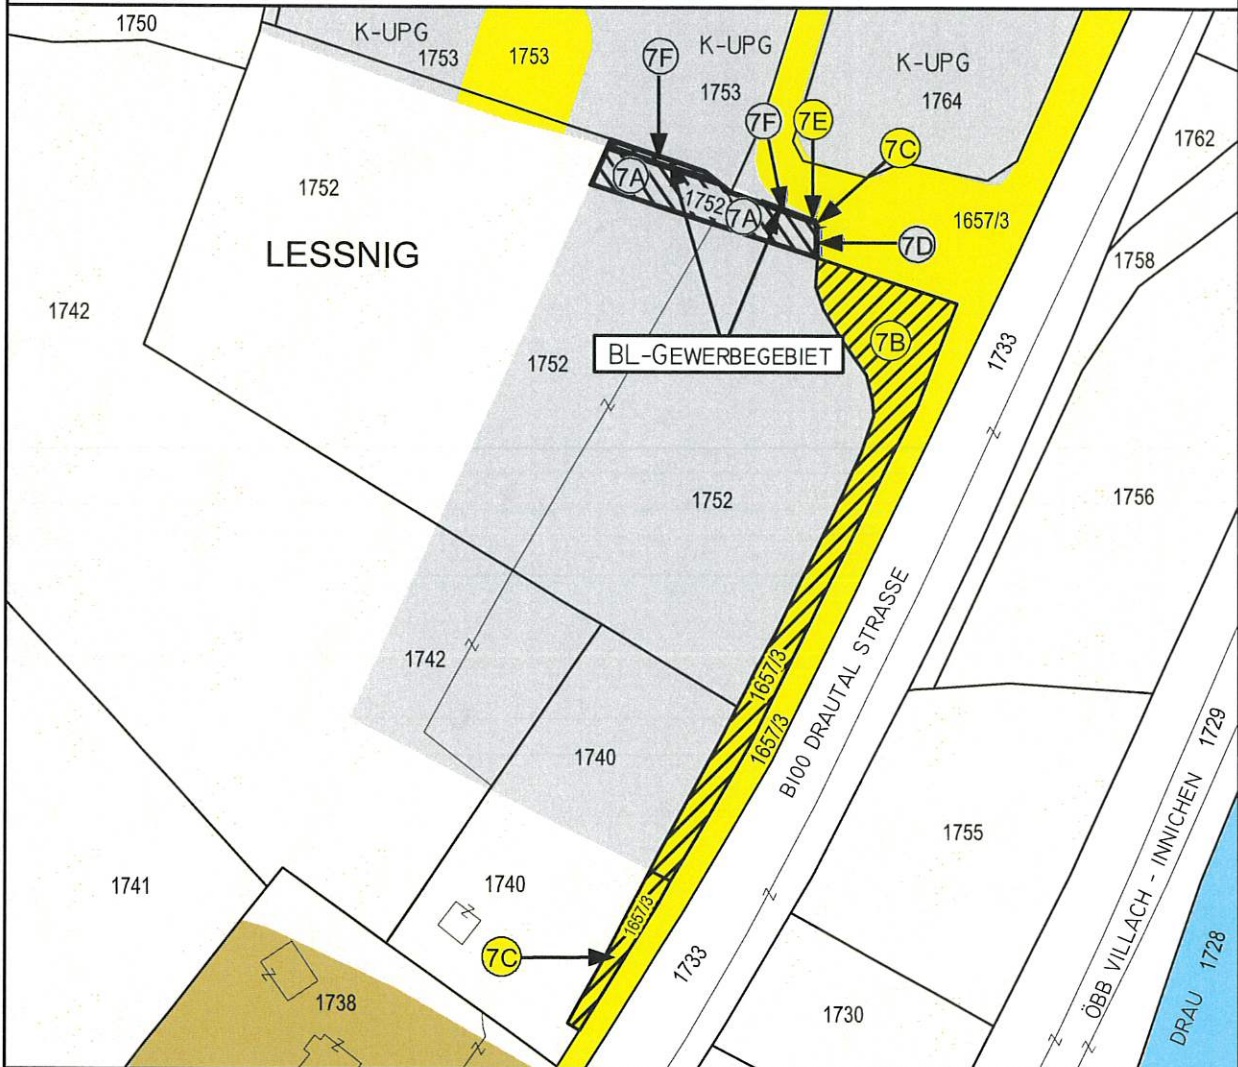 1750
K-UPG
1753
1753
7F
K-UPG
1753
K-UPG
1764
7F
7E
7C
1762
1752
7A
1752
7A
1657/3
LESSNIG
7D
1758
1742
1752
BL-GEWERBEGEBIET
7B
1733
1752
1756
1742
1657/3
1657/3
B100 DRAUTAL STRASSE
1740
1755
ÖBB VILLACH - INNICHEN 1729
1741
1740
1657/3
7C
1733
1730
DRAU 1728
1738